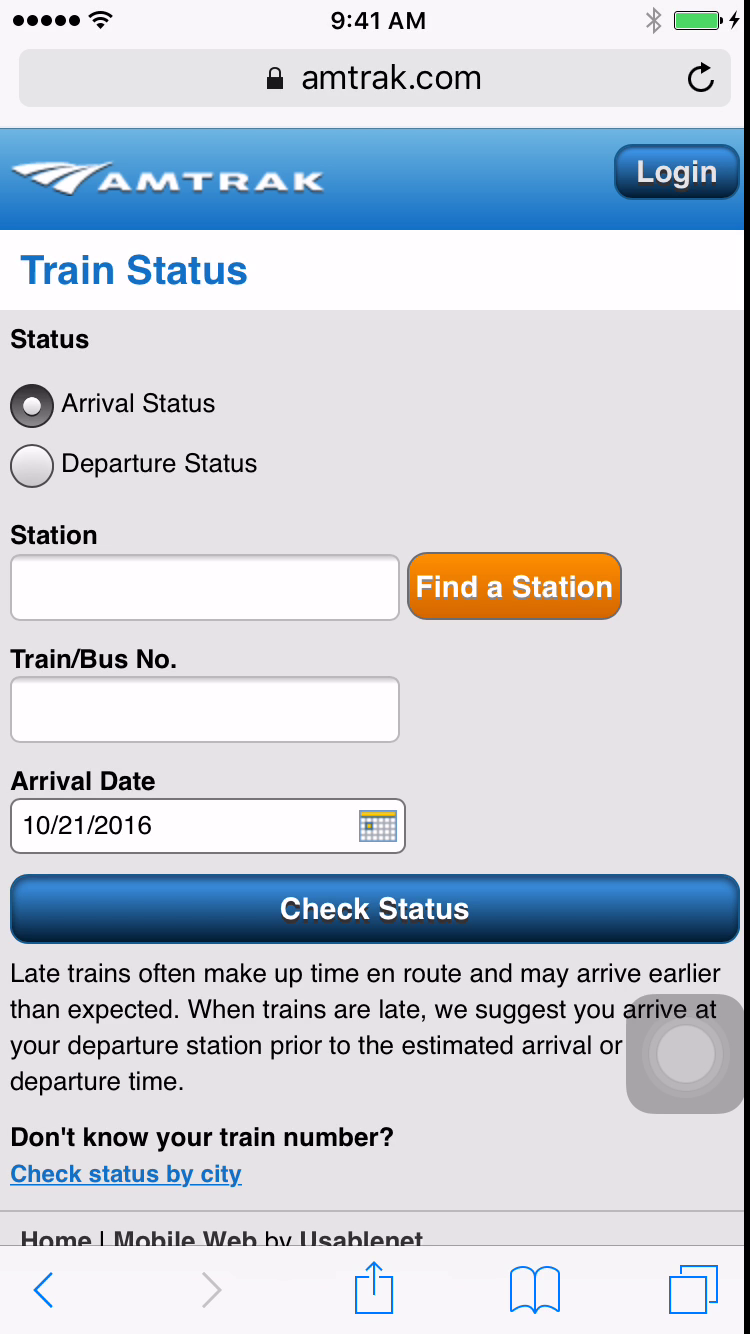 9:41 AM
amtrak.com
AMTRAK
Login
Train Status
Status
Arrival Status
Departure Status
Station
Find a Station
Train/Bus No.
Arrival Date
10/21/2016
Check Status
Late trains often make up time en route and may arrive earlier
than expected. When trains are late, we suggest you arrive at
your departure station prior to the estimated arrival or
departure time.
Don't know your train number?
Check status by city
Home | Mobile Web by Usablenet